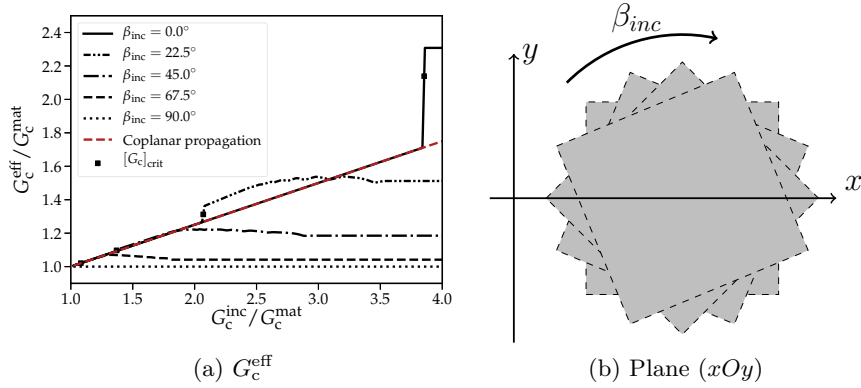 G_c^eff / G_c^mat
2.4
2.2
2.0
1.8
1.6
1.4
1.2
1.0
β_inc = 0.0°
β_inc = 22.5°
β_inc = 45.0°
β_inc = 67.5°
β_inc = 90.0°
Coplanar propagation
[G_c]_crit
1.0 1.5 2.0 2.5 3.0 3.5 4.0
G_c^inc / G_c^mat
(a) G_c^eff
β_inc
y
x
(b) Plane (xOy)